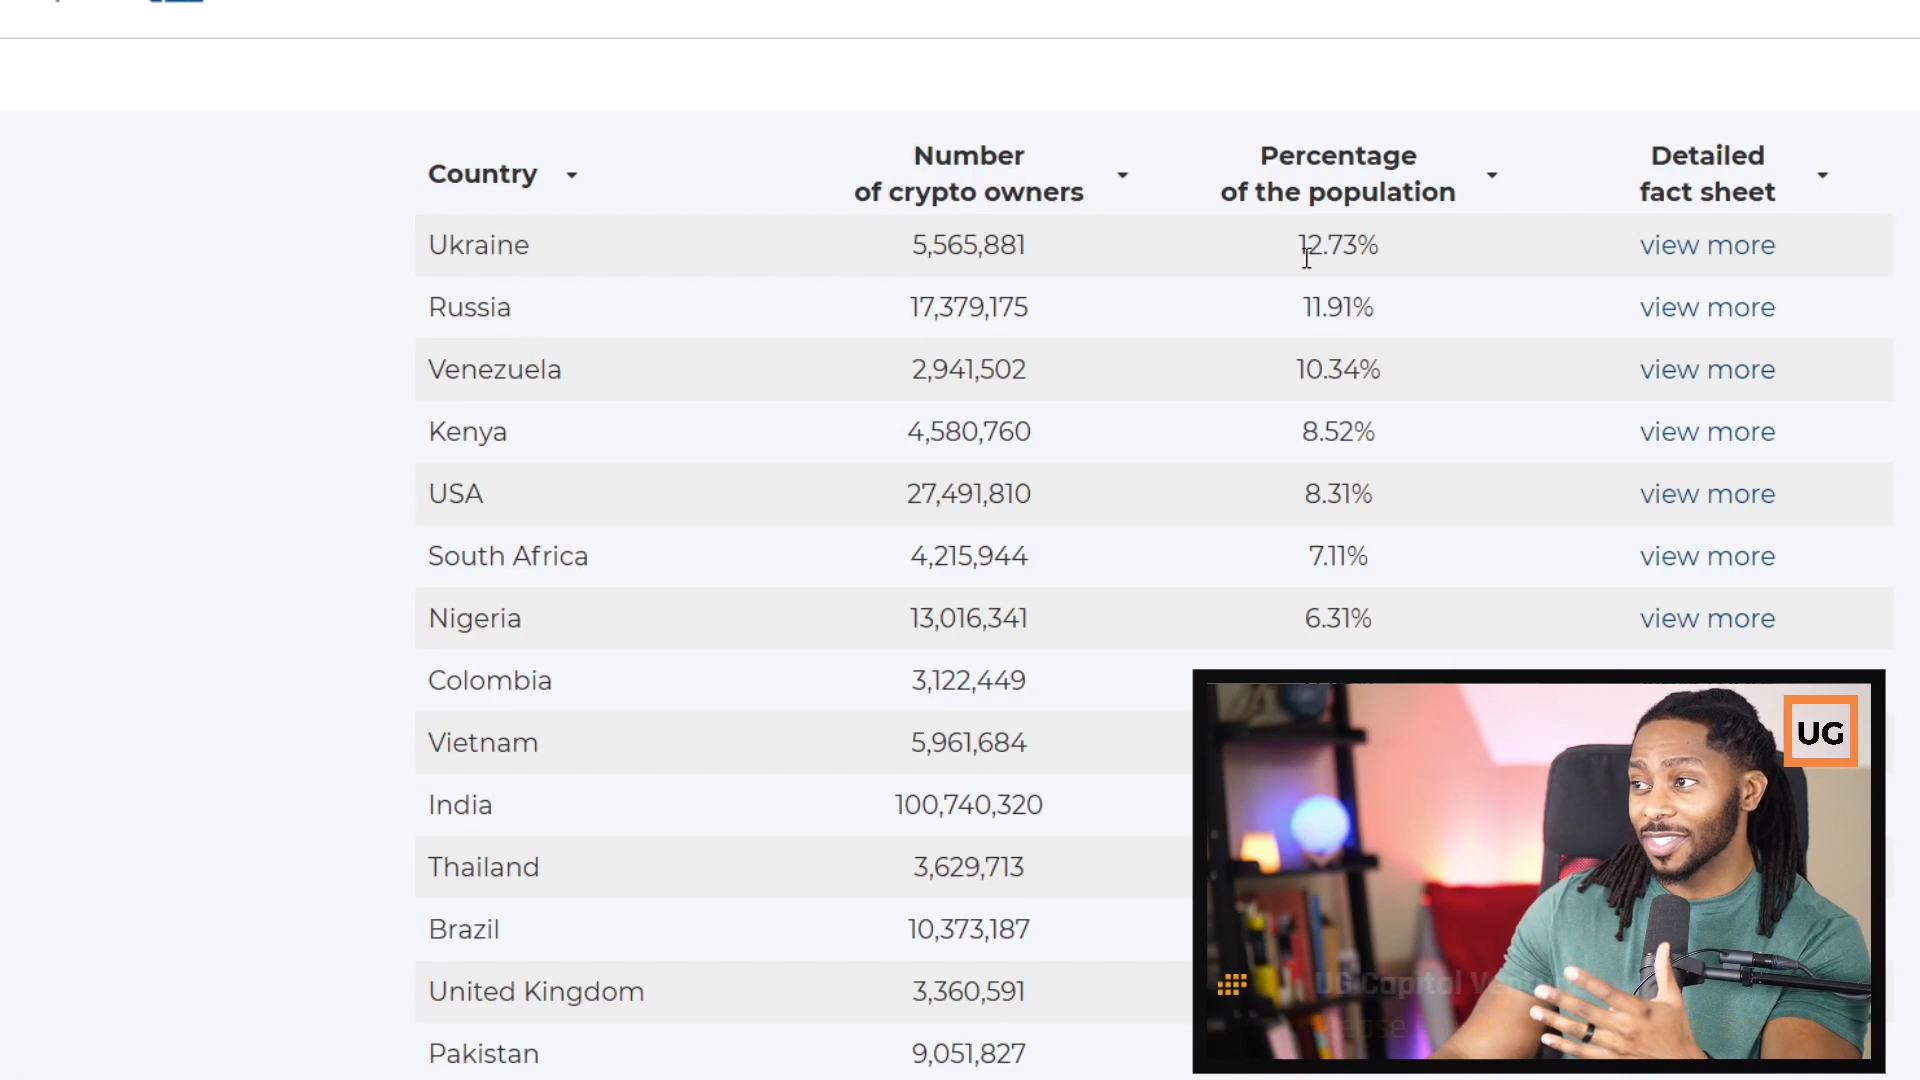 Country
Number
of crypto owners
Percentage
of the population
Detailed
fact sheet
Ukraine 5,565,881 12.73% view more
Russia 17,379,175 11.91% view more
Venezuela 2,941,502 10.34% view more
Kenya 4,580,760 8.52% view more
USA 27,491,810 8.31% view more
South Africa 4,215,944 7.11% view more
Nigeria 13,016,341 6.31% view more
Colombia 3,122,449
Vietnam 5,961,684
India 100,740,320
Thailand 3,629,713
Brazil 10,373,187
United Kingdom 3,360,591
Pakistan 9,051,827
UG
UG Capital